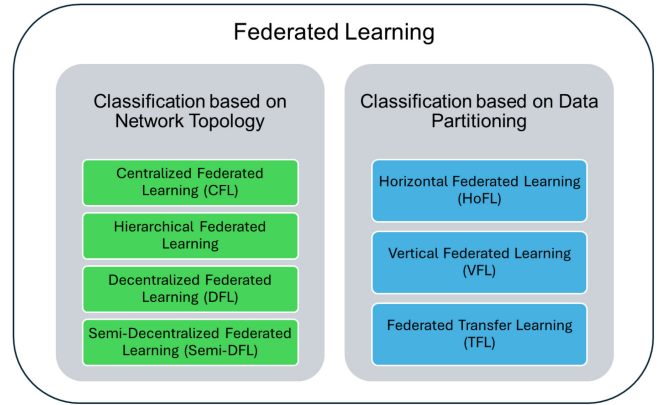 Federated Learning
Classification based on
Network Topology
Centralized Federated
Learning (CFL)
Hierarchical Federated
Learning
Decentralized Federated
Learning (DFL)
Semi-Decentralized Federated
Learning (Semi-DFL)
Classification based on Data
Partitioning
Horizontal Federated Learning
(HoFL)
Vertical Federated Learning
(VFL)
Federated Transfer Learning
(TFL)